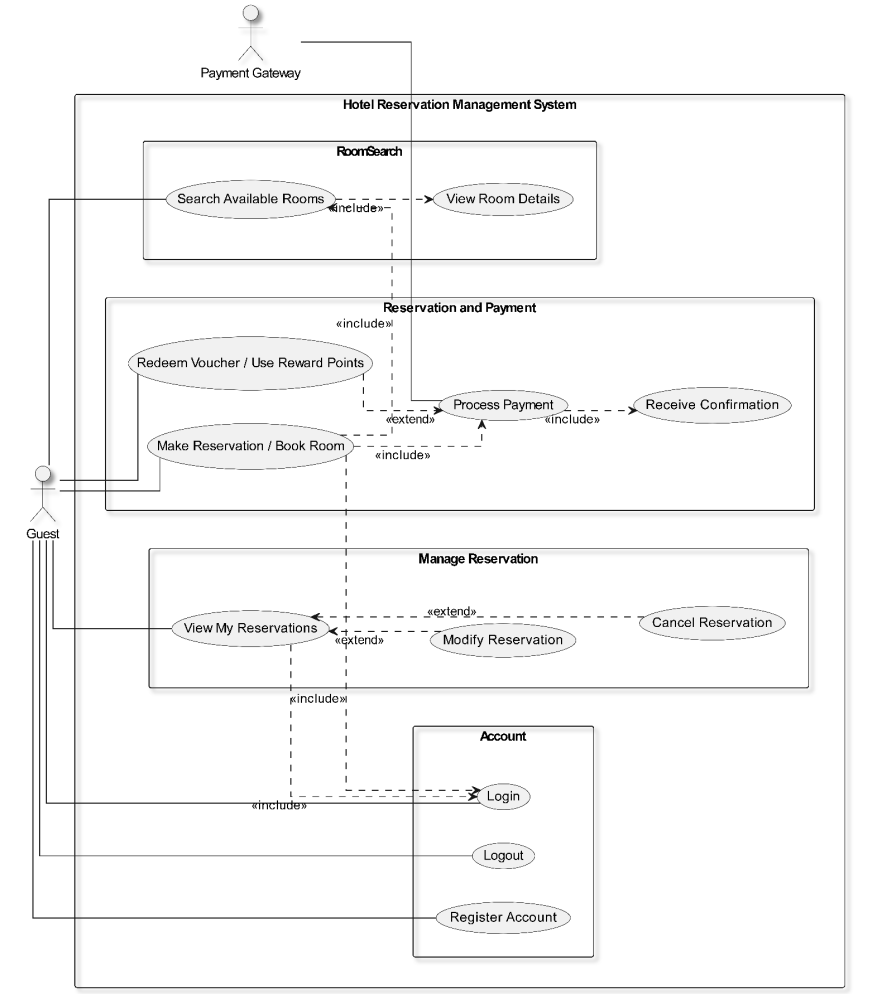 Payment Gateway
Hotel Reservation Management System
RoomSearch
Search Available Rooms
View Room Details
«include»
Reservation and Payment
«include»
Redeem Voucher / Use Reward Points
Process Payment
Receive Confirmation
«extend»
«include»
Make Reservation / Book Room
«include»
Guest
Manage Reservation
«extend»
View My Reservations
Cancel Reservation
«extend»
Modify Reservation
«include»
Account
Login
«include»
Logout
Register Account